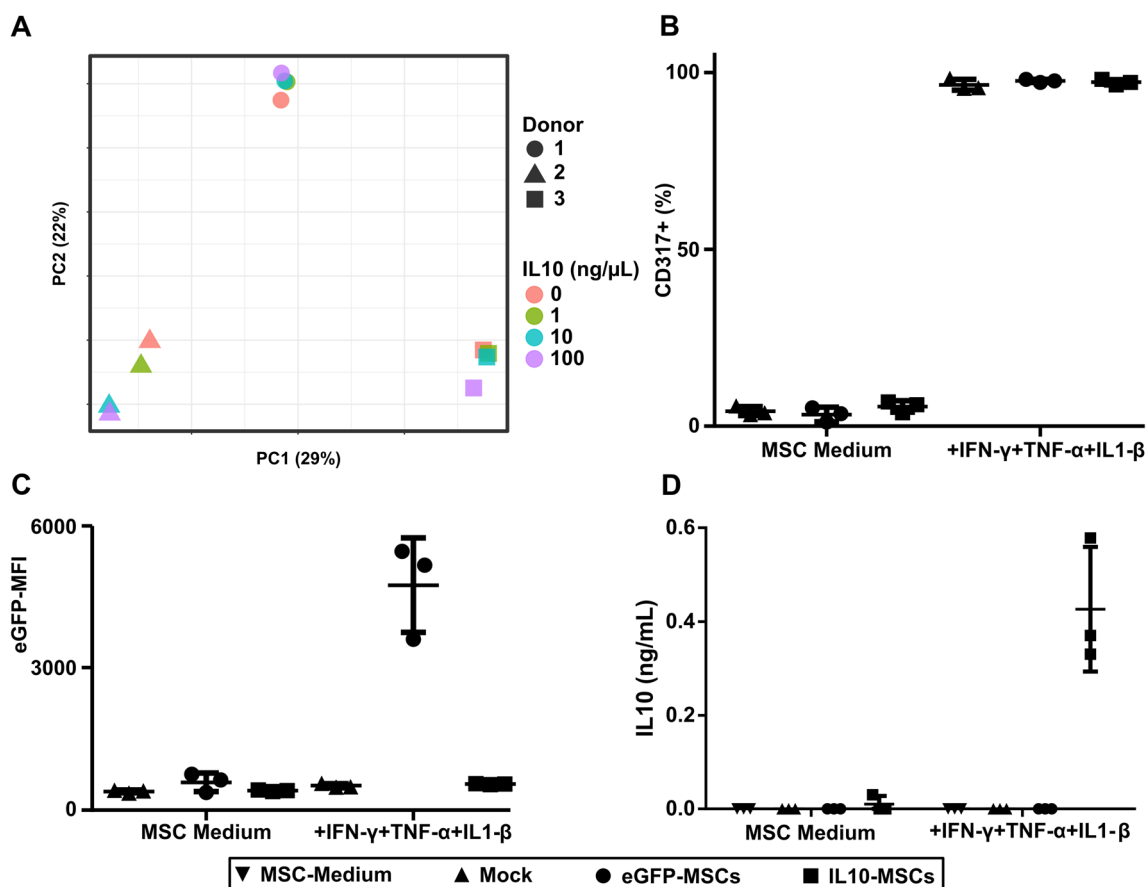 A
PC2 (22%)
PC1 (29%)
Donor
1
2
3
IL10 (ng/μL)
0
1
10
100
B
CD317+ (%)
100
50
0
MSC Medium
+IFN-γ+TNF-α+IL1-β
C
eGFP-MFI
6000
3000
0
MSC Medium
+IFN-γ+TNF-α+IL1-β
D
IL10 (ng/mL)
0.6
0.4
0.2
0.0
MSC Medium
+IFN-γ+TNF-α+IL1-β
MSC-Medium
Mock
eGFP-MSCs
IL10-MSCs